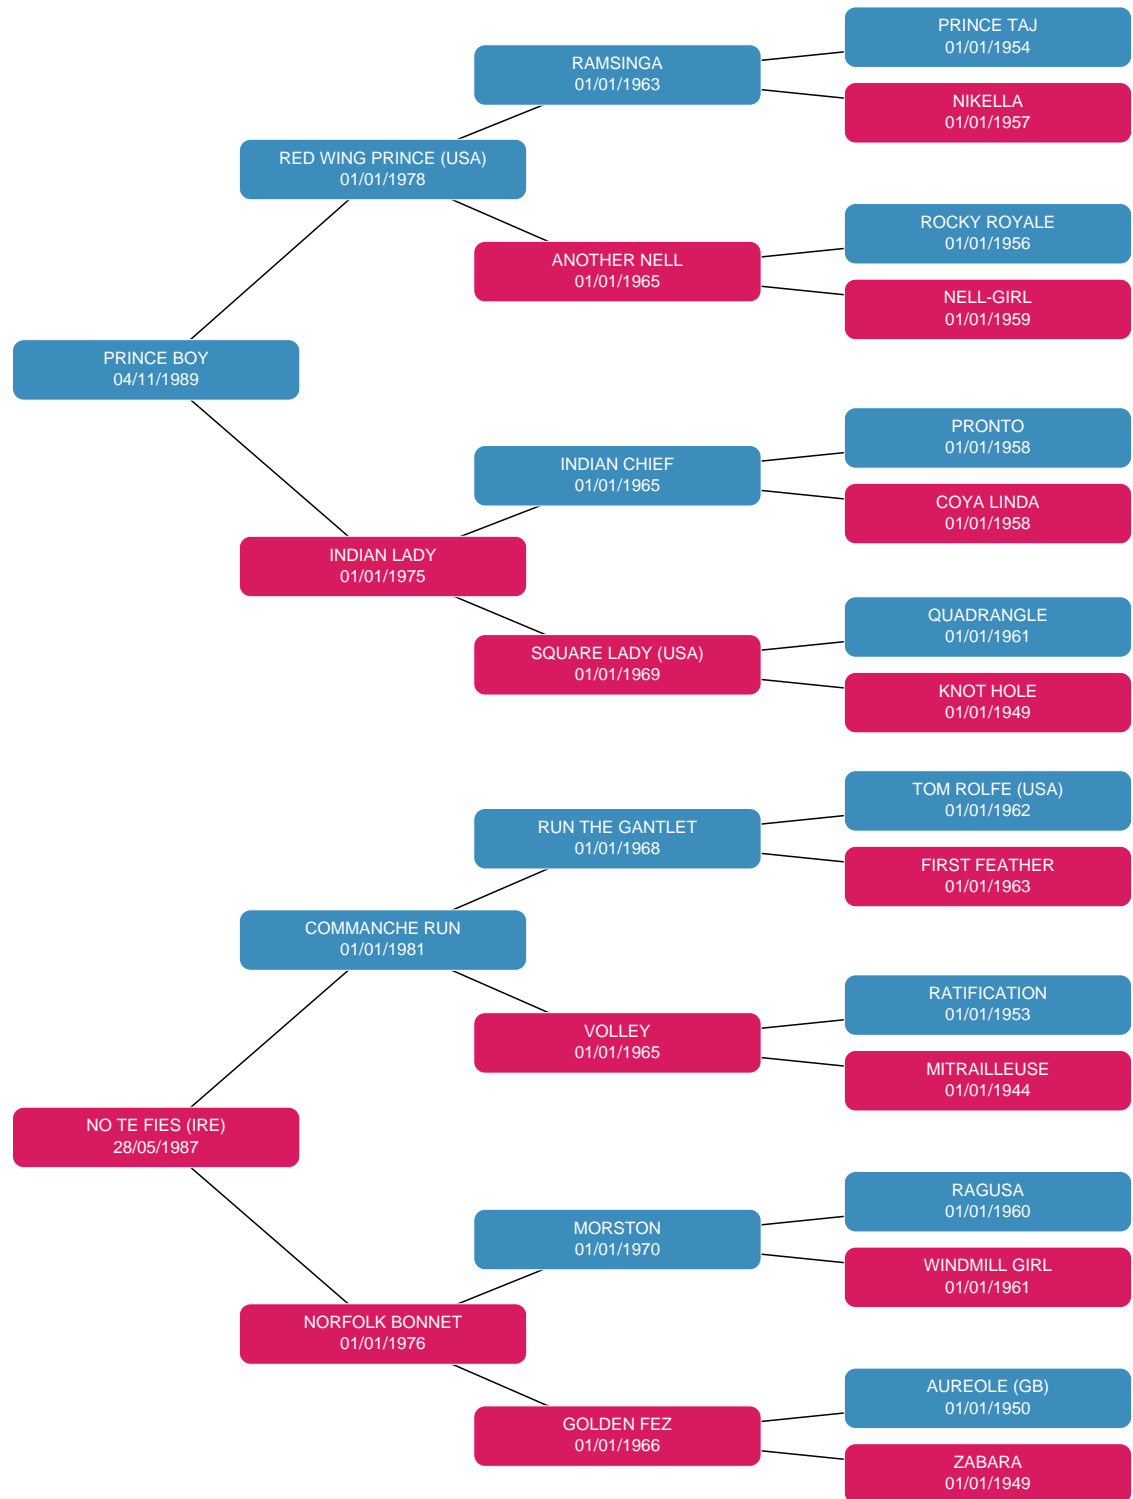 PRINCE TAJ
01/01/1954
RAMSINGA
01/01/1963
NIKELLA
01/01/1957
RED WING PRINCE (USA)
01/01/1978
ROCKY ROYALE
01/01/1956
ANOTHER NELL
01/01/1965
NELL-GIRL
01/01/1959
PRINCE BOY
04/11/1989
PRONTO
01/01/1958
INDIAN CHIEF
01/01/1965
COYA LINDA
01/01/1958
INDIAN LADY
01/01/1975
QUADRANGLE
01/01/1961
SQUARE LADY (USA)
01/01/1969
KNOT HOLE
01/01/1949
TOM ROLFE (USA)
01/01/1962
RUN THE GANTLET
01/01/1968
FIRST FEATHER
01/01/1963
COMMANCHE RUN
01/01/1981
RATIFICATION
01/01/1953
VOLLEY
01/01/1965
MITRAILLEUSE
01/01/1944
NO TE FIES (IRE)
28/05/1987
RAGUSA
01/01/1960
MORSTON
01/01/1970
WINDMILL GIRL
01/01/1961
NORFOLK BONNET
01/01/1976
AUREOLE (GB)
01/01/1950
GOLDEN FEZ
01/01/1966
ZABARA
01/01/1949